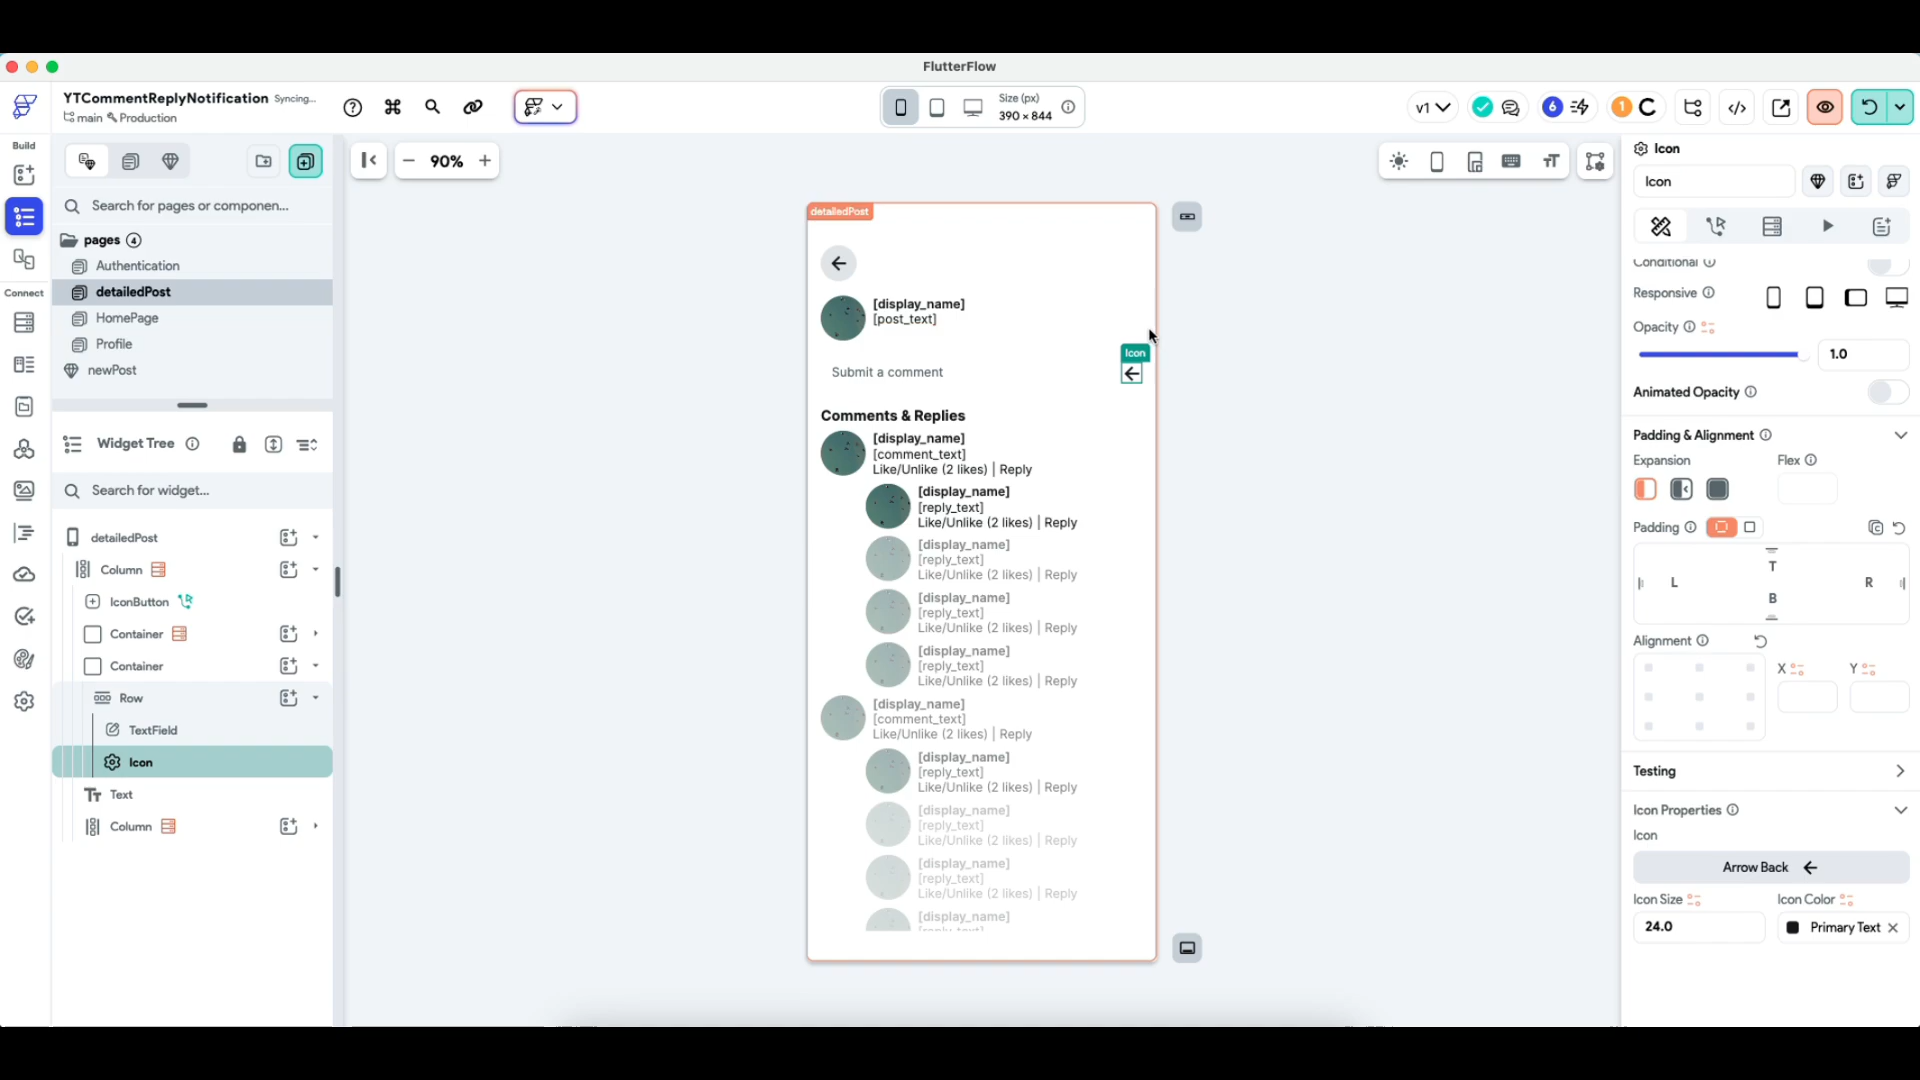 FlutterFlow
YTCommentReplyNotification Syncing...
main Production
Size (px)
390 × 844
v1
6
1
Build
Connect
Search for pages or componen...
pages 4
Authentication
detailedPost
HomePage
Profile
newPost
Widget Tree
Search for widget...
detailedPost
Column
IconButton
Container
Container
Row
TextField
Icon
Text
Column
90%
detailedPost
[display_name]
[post_text]
Icon
Submit a comment
Comments & Replies
[display_name]
[comment_text]
Like/Unlike (2 likes) | Reply
[display_name]
[reply_text]
Like/Unlike (2 likes) | Reply
[display_name]
[reply_text]
Like/Unlike (2 likes) | Reply
[display_name]
[reply_text]
Like/Unlike (2 likes) | Reply
[display_name]
[reply_text]
Like/Unlike (2 likes) | Reply
[display_name]
[comment_text]
Like/Unlike (2 likes) | Reply
[display_name]
[reply_text]
Like/Unlike (2 likes) | Reply
[display_name]
[reply_text]
Like/Unlike (2 likes) | Reply
[display_name]
[reply_text]
Like/Unlike (2 likes) | Reply
[display_name]
Icon
Icon
Conditional
Responsive
Opacity
1.0
Animated Opacity
Padding & Alignment
Expansion Flex
Padding
T
L R
B
Alignment
X Y
Testing
Icon Properties
Icon
Arrow Back
Icon Size Icon Color
24.0 Primary Text